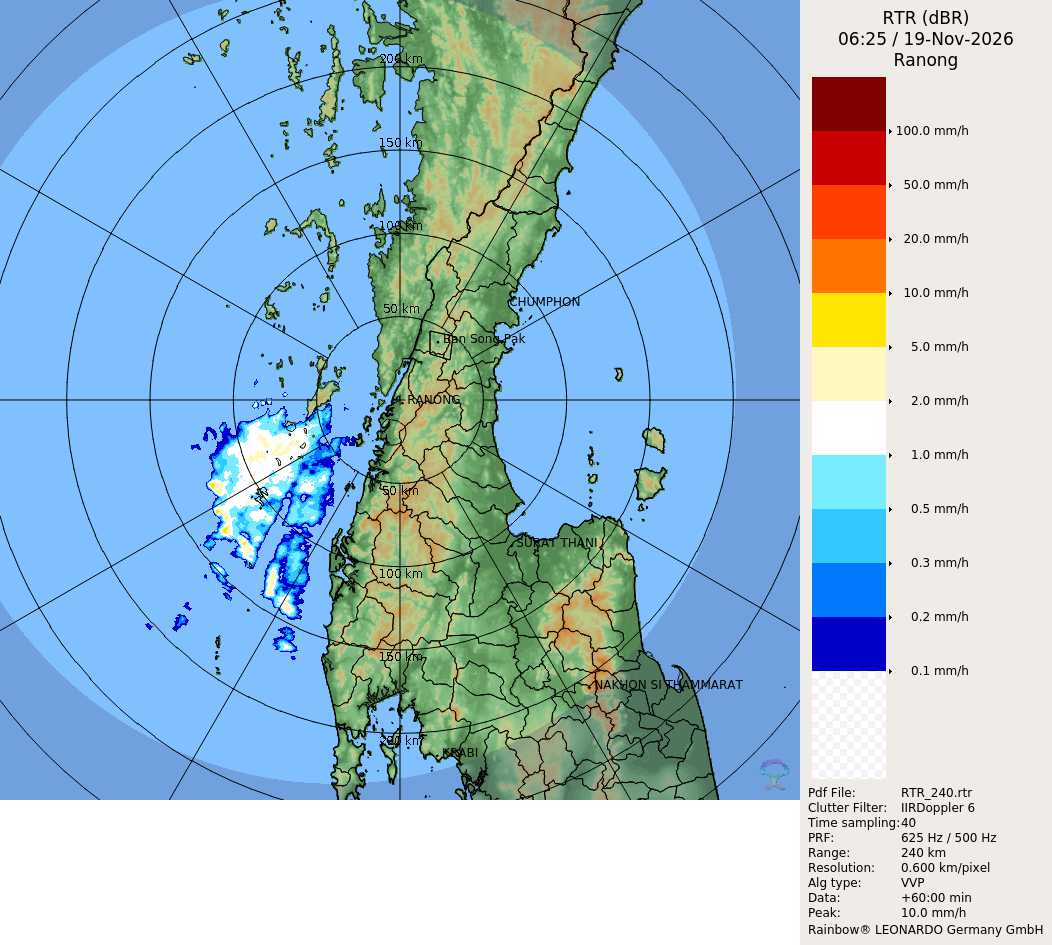 RTR (dBR)
06:25 / 19-Nov-2026
Ranong
100.0 mm/h
50.0 mm/h
20.0 mm/h
10.0 mm/h
5.0 mm/h
2.0 mm/h
1.0 mm/h
0.5 mm/h
0.3 mm/h
0.2 mm/h
0.1 mm/h
200 km
150 km
100 km
50 km
CHUMPHON
Ban Song Pak
RANONG
50 km
SURAT THANI
100 km
150 km
NAKHON SI THAMMARAT
200 km
KRABI
Pdf File: RTR_240.rtr
Clutter Filter: IIRDoppler 6
Time sampling: 40
PRF: 625 Hz / 500 Hz
Range: 240 km
Resolution: 0.600 km/pixel
Alg type: VVP
Data: +60:00 min
Peak: 10.0 mm/h
Rainbow® LEONARDO Germany GmbH